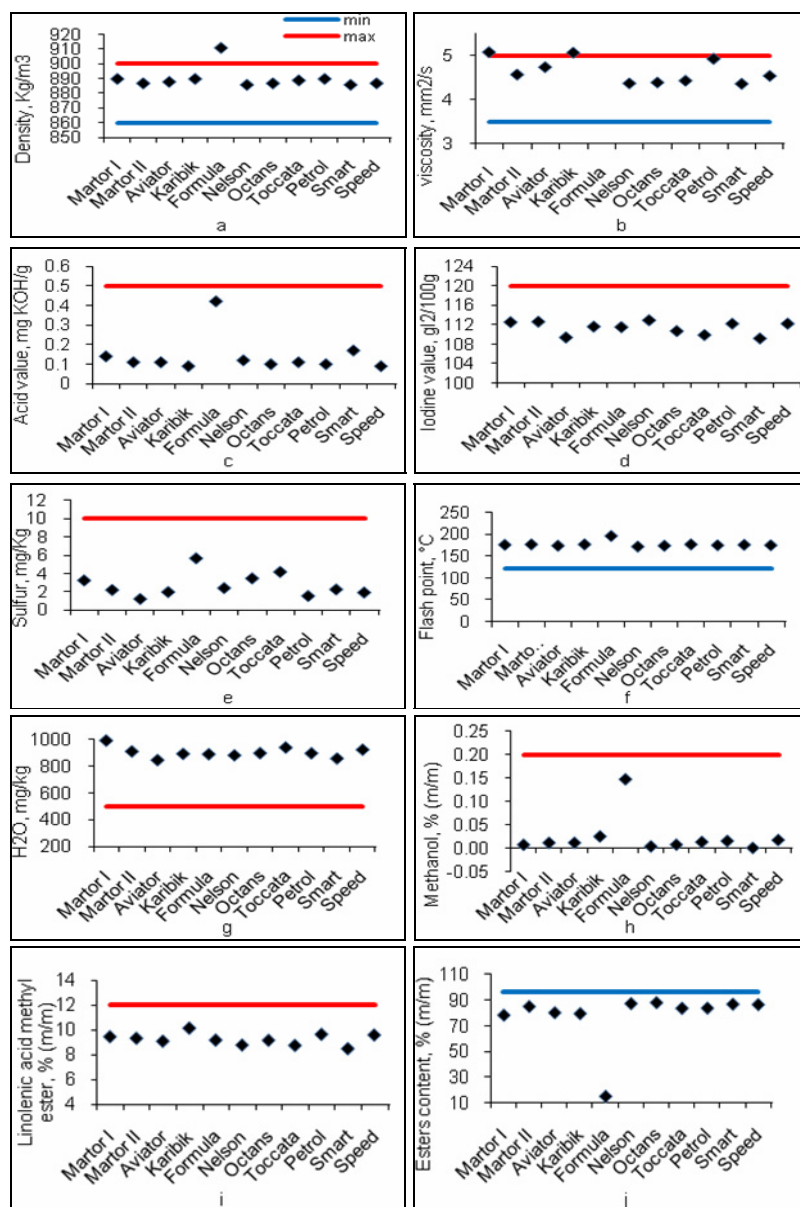 min
max
Density, Kg/m3
920
910
900
890
880
870
860
850
Martor I
Martor II
Aviator
Karibik
Formula
Nelson
Octans
Toccata
Petrol
Smart
Speed
a
viscosity, mm2/s
5
4
3
Martor I
Martor II
Aviator
Karibik
Formula
Nelson
Octans
Toccata
Petrol
Smart
Speed
b
Acid value, mg KOH/g
0.6
0.5
0.4
0.3
0.2
0.1
0
Martor I
Martor II
Aviator
Karibik
Formula
Nelson
Octans
Toccata
Petrol
Smart
Speed
c
Iodine value, gI2/100g
124
120
116
112
108
104
100
Martor I
Martor II
Aviator
Karibik
Formula
Nelson
Octans
Toccata
Petrol
Smart
Speed
d
Sulfur, mg/Kg
12
10
8
6
4
2
0
Martor I
Martor II
Aviator
Karibik
Formula
Nelson
Octans
Toccata
Petrol
Smart
Speed
e
Flash point, °C
250
200
150
100
50
0
Martor I
Marto..
Aviator
Karibik
Formula
Nelson
Octans
Toccata
Petrol
Smart
Speed
f
H2O, mg/kg
1000
800
600
400
200
Martor I
Martor II
Aviator
Karibik
Formula
Nelson
Octans
Toccata
Petrol
Smart
Speed
g
Methanol, % (m/m)
0.25
0.20
0.15
0.10
0.05
0.00
-0.05
Martor I
Martor II
Aviator
Karibik
Formula
Nelson
Octans
Toccata
Petrol
Smart
Speed
h
Linolenic acid methyl
ester, % (m/m)
14
12
10
8
6
4
Martor I
Martor II
Aviator
Karibik
Formula
Nelson
Octans
Toccata
Petrol
Smart
Speed
i
Esters content, % (m/m)
110
90
70
50
30
10
Martor I
Martor II
Aviator
Karibik
Formula
Nelson
Octans
Toccata
Petrol
Smart
Speed
j